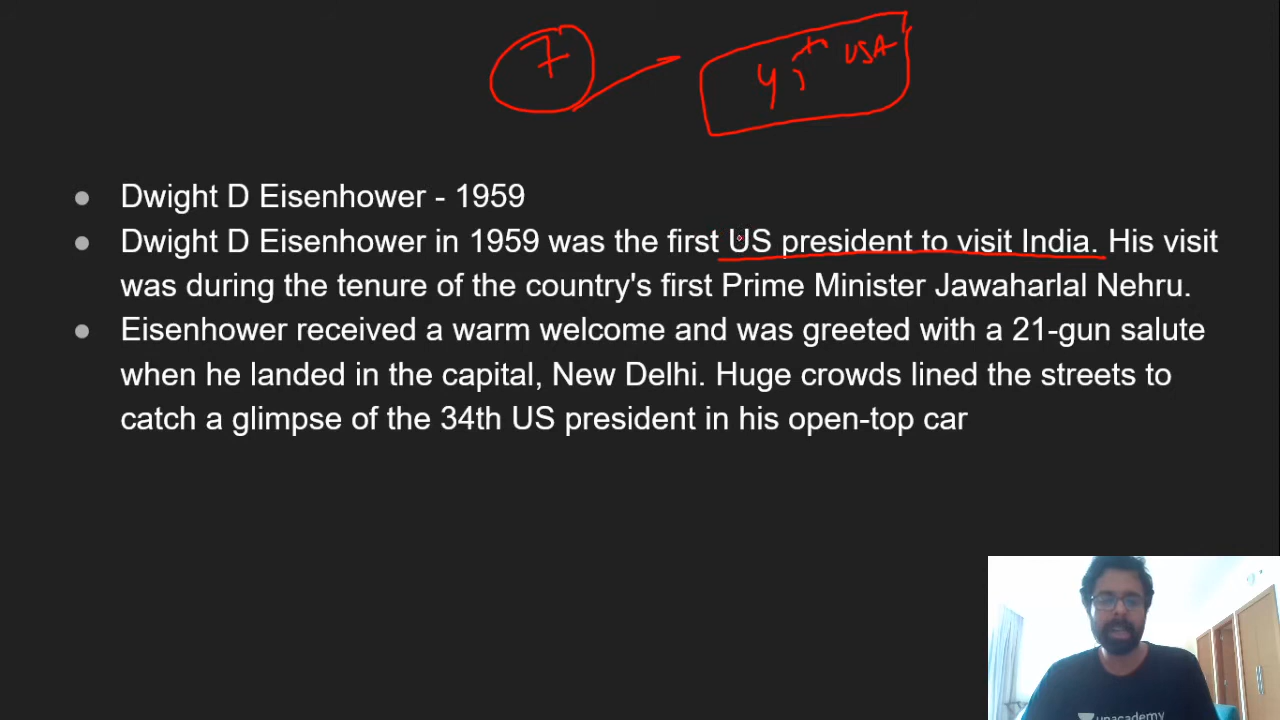 7
USA
Dwight D Eisenhower - 1959
Dwight D Eisenhower in 1959 was the first US president to visit India. His visit
was during the tenure of the country's first Prime Minister Jawaharlal Nehru.
Eisenhower received a warm welcome and was greeted with a 21-gun salute
when he landed in the capital, New Delhi. Huge crowds lined the streets to
catch a glimpse of the 34th US president in his open-top car
unacademy